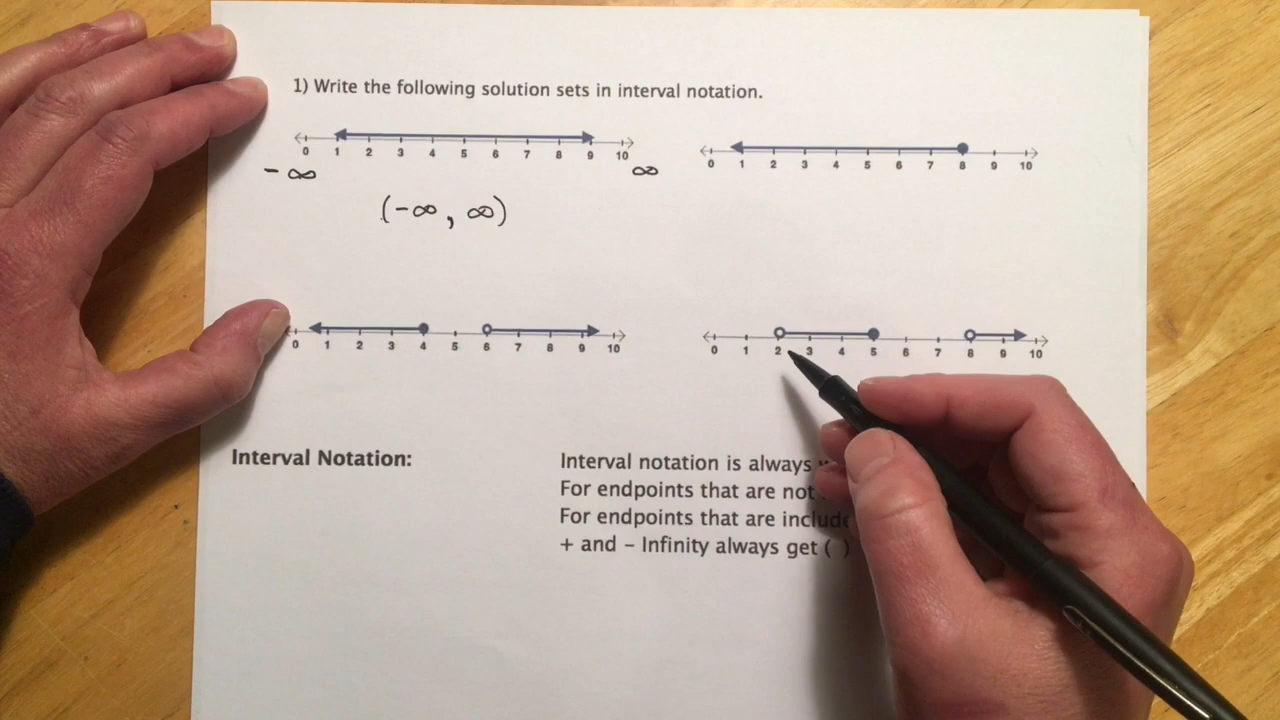 1) Write the following solution sets in interval notation.
0 1 2 3 4 5 6 7 8 9 10
0 1 2 3 4 5 6 7 8 9 10
- ∞ ∞
(-∞, ∞)
0 1 2 3 4 5 6 7 8 9 10
0 1 2 3 4 5 6 7 8 9 10
Interval Notation:
Interval notation is always
For endpoints that are not
For endpoints that are include
+ and - Infinity always get ( )